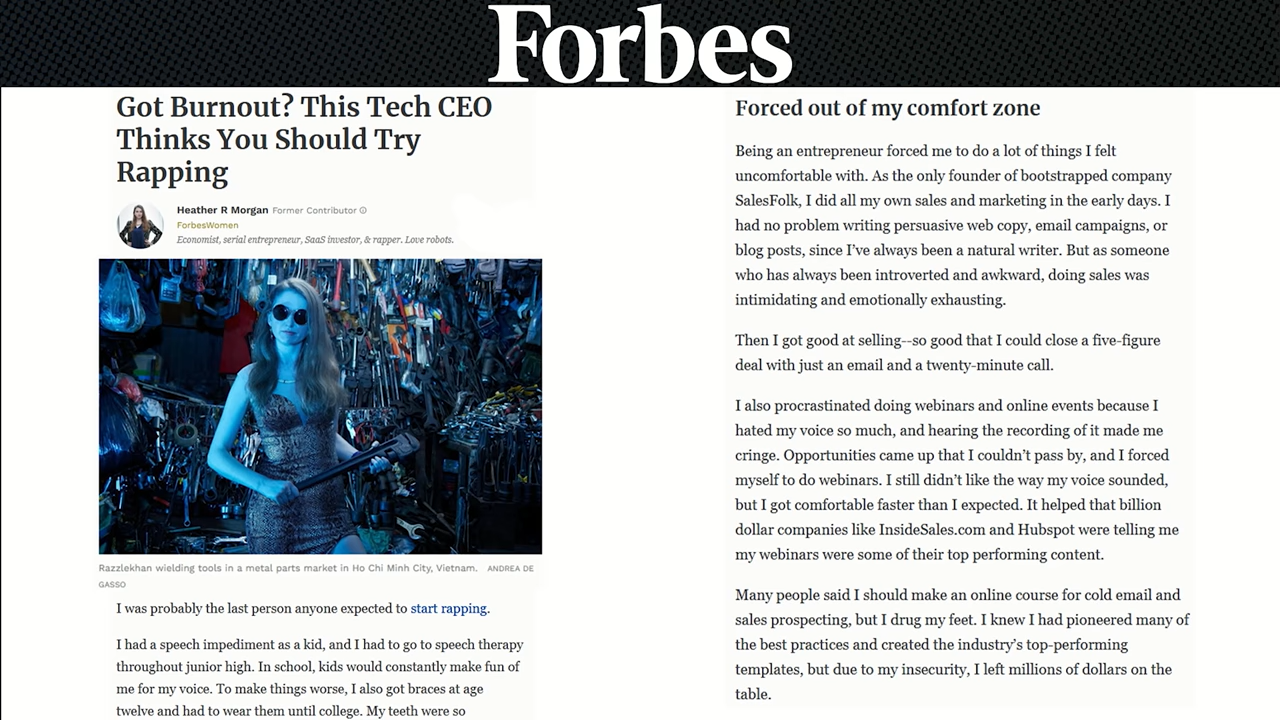 Forbes
Got Burnout? This Tech CEO
Thinks You Should Try
Rapping
Heather R Morgan Former Contributor
ForbesWomen
Economist, serial entrepreneur, SaaS investor, & rapper. Love robots.
Razzlekhan wielding tools in a metal parts market in Ho Chi Minh City, Vietnam. ANDREA DE
GASSO
I was probably the last person anyone expected to start rapping.
I had a speech impediment as a kid, and I had to go to speech therapy
throughout junior high. In school, kids would constantly make fun of
me for my voice. To make things worse, I also got braces at age
twelve and had to wear them until college. My teeth were so
Forced out of my comfort zone
Being an entrepreneur forced me to do a lot of things I felt
uncomfortable with. As the only founder of bootstrapped company
SalesFolk, I did all my own sales and marketing in the early days. I
had no problem writing persuasive web copy, email campaigns, or
blog posts, since I've always been a natural writer. But as someone
who has always been introverted and awkward, doing sales was
intimidating and emotionally exhausting.
Then I got good at selling--so good that I could close a five-figure
deal with just an email and a twenty-minute call.
I also procrastinated doing webinars and online events because I
hated my voice so much, and hearing the recording of it made me
cringe. Opportunities came up that I couldn't pass by, and I forced
myself to do webinars. I still didn't like the way my voice sounded,
but I got comfortable faster than I expected. It helped that billion
dollar companies like InsideSales.com and Hubspot were telling me
my webinars were some of their top performing content.
Many people said I should make an online course for cold email and
sales prospecting, but I drug my feet. I knew I had pioneered many of
the best practices and created the industry's top-performing
templates, but due to my insecurity, I left millions of dollars on the
table.